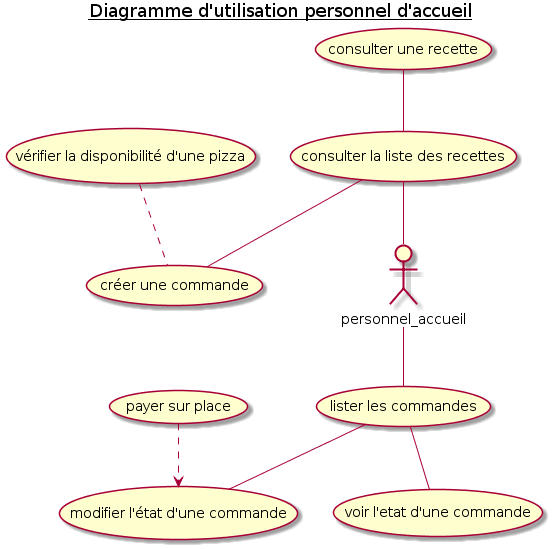 Diagramme d'utilisation personnel d'accueil
consulter une recette
vérifier la disponibilité d'une pizza
consulter la liste des recettes
créer une commande
personnel_accueil
payer sur place
lister les commandes
modifier l'état d'une commande
voir l'etat d'une commande